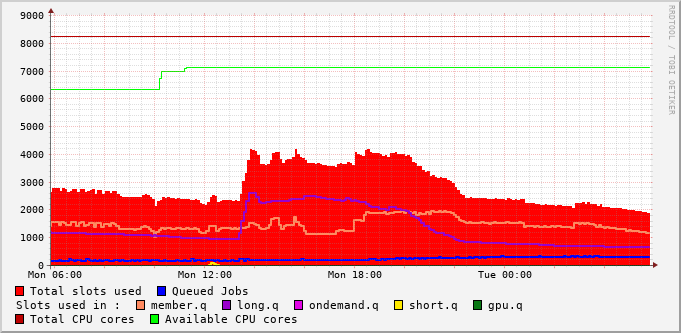 9000
8000
7000
6000
5000
4000
3000
2000
1000
0
Mon 06:00 Mon 12:00 Mon 18:00 Tue 00:00
Total slots used Queued Jobs
Slots used in : member.q long.q ondemand.q short.q gpu.q
Total CPU cores Available CPU cores
RRDTOOL / TOBI OETIKER